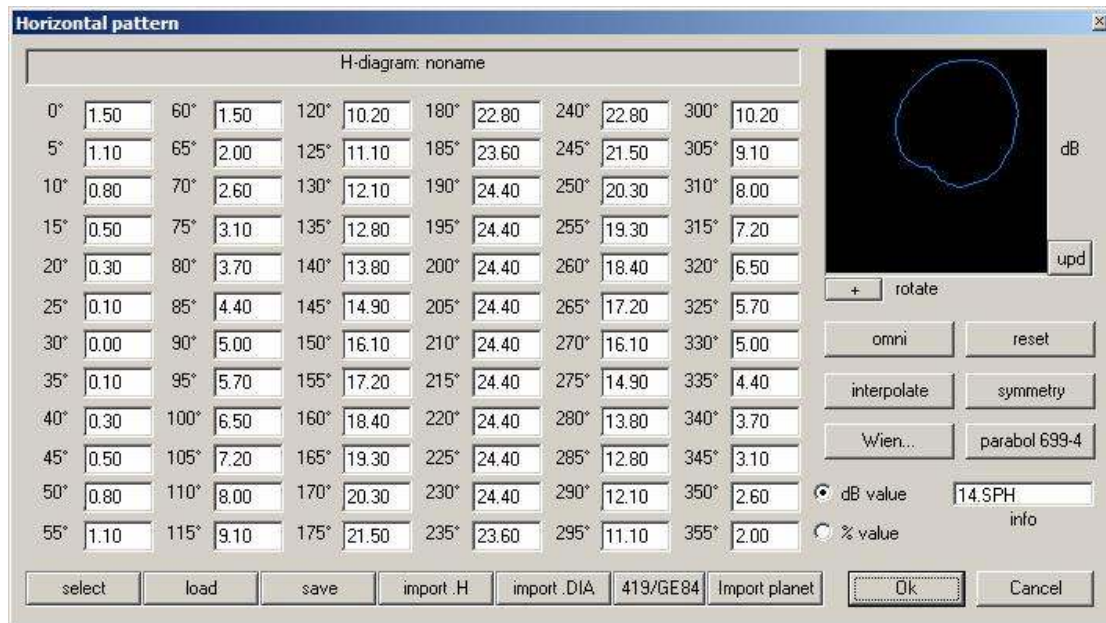 Horizontal pattern
H-diagram: noname
0° 1.50 60° 1.50 120° 10.20 180° 22.80 240° 22.80 300° 10.20
5° 1.10 65° 2.00 125° 11.10 185° 23.60 245° 21.50 305° 9.10
dB
10° 0.80 70° 2.60 130° 12.10 190° 24.40 250° 20.30 310° 8.00
15° 0.50 75° 3.10 135° 12.80 195° 24.40 255° 19.30 315° 7.20
20° 0.30 80° 3.70 140° 13.80 200° 24.40 260° 18.40 320° 6.50
upd
25° 0.10 85° 4.40 145° 14.90 205° 24.40 265° 17.20 325° 5.70
+ rotate
30° 0.00 90° 5.00 150° 16.10 210° 24.40 270° 16.10 330° 5.00
omni reset
35° 0.10 95° 5.70 155° 17.20 215° 24.40 275° 14.90 335° 4.40
interpolate symmetry
40° 0.30 100° 6.50 160° 18.40 220° 24.40 280° 13.80 340° 3.70
Wien... parabol 699-4
45° 0.50 105° 7.20 165° 19.30 225° 24.40 285° 12.80 345° 3.10
50° 0.80 110° 8.00 170° 20.30 230° 24.40 290° 12.10 350° 2.60
dB value 14.SPH
info
55° 1.10 115° 9.10 175° 21.50 235° 23.60 295° 11.10 355° 2.00
% value
select load save import .H import .DIA 419/GE84 Import planet Ok Cancel